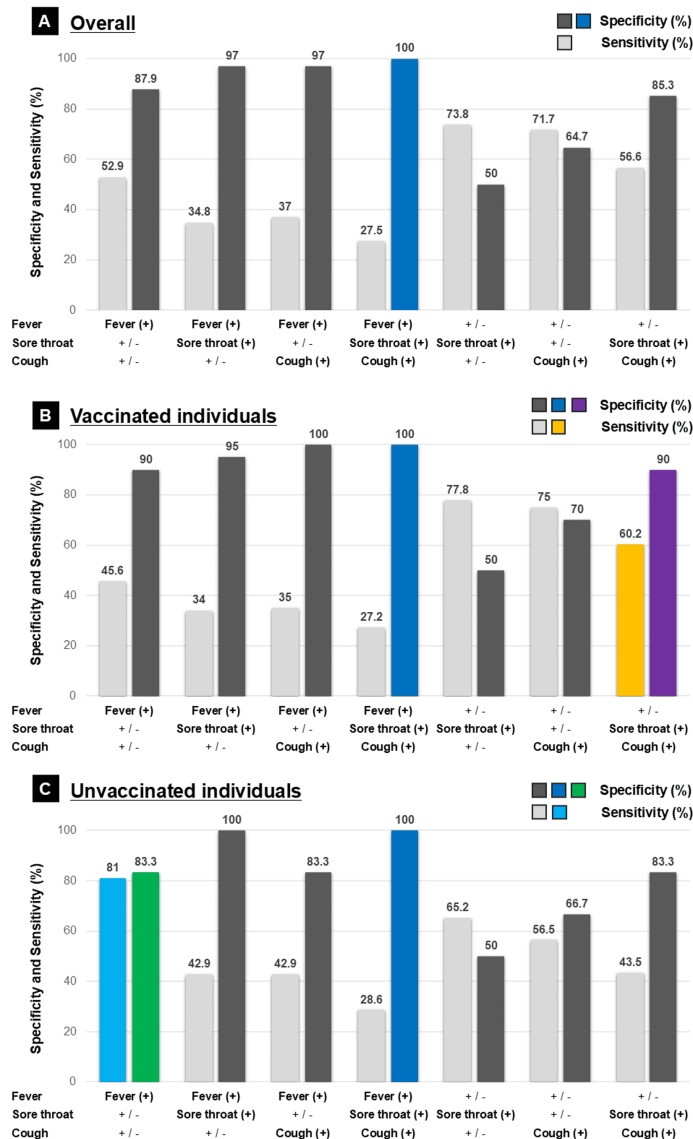 A Overall
Specificity (%)
Sensitivity (%)
Specificity and Sensitivity (%)
100
80
60
40
20
0
52.9 87.9 34.8 97 37 97 27.5 100 73.8 50 71.7 64.7 56.6 85.3
Fever Fever (+) Fever (+) Fever (+) Fever (+) + / - + / - + / -
Sore throat + / - Sore throat (+) + / - Sore throat (+) Sore throat (+) + / - Sore throat (+)
Cough + / - + / - Cough (+) Cough (+) + / - Cough (+) Cough (+)
B Vaccinated individuals
Specificity (%)
Sensitivity (%)
Specificity and Sensitivity (%)
100
80
60
40
20
0
45.6 90 34 95 35 100 27.2 100 77.8 50 75 70 60.2 90
Fever Fever (+) Fever (+) Fever (+) Fever (+) + / - + / - + / -
Sore throat + / - Sore throat (+) + / - Sore throat (+) Sore throat (+) + / - Sore throat (+)
Cough + / - + / - Cough (+) Cough (+) + / - Cough (+) Cough (+)
C Unvaccinated individuals
Specificity (%)
Sensitivity (%)
Specificity and Sensitivity (%)
100
80
60
40
20
0
81 83.3 42.9 100 42.9 83.3 28.6 100 65.2 50 56.5 66.7 43.5 83.3
Fever Fever (+) Fever (+) Fever (+) Fever (+) + / - + / - + / -
Sore throat + / - Sore throat (+) + / - Sore throat (+) Sore throat (+) + / - Sore throat (+)
Cough + / - + / - Cough (+) Cough (+) + / - Cough (+) Cough (+)